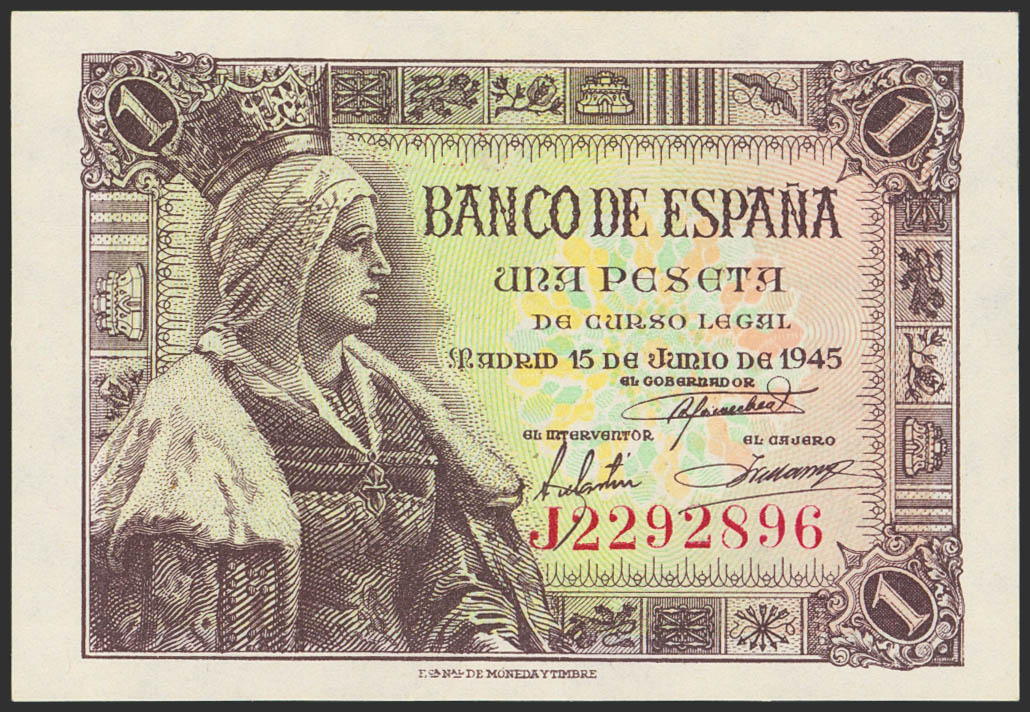 1 1
BANCO DE ESPAÑA
UNA PESETA
DE CURSO LEGAL
MADRID 15 DE JUNIO DE 1945
EL GOBERNADOR
EL INTERVENTOR EL CAJERO
J2292896
1
F. CA NAL DE MONEDA Y TIMBRE